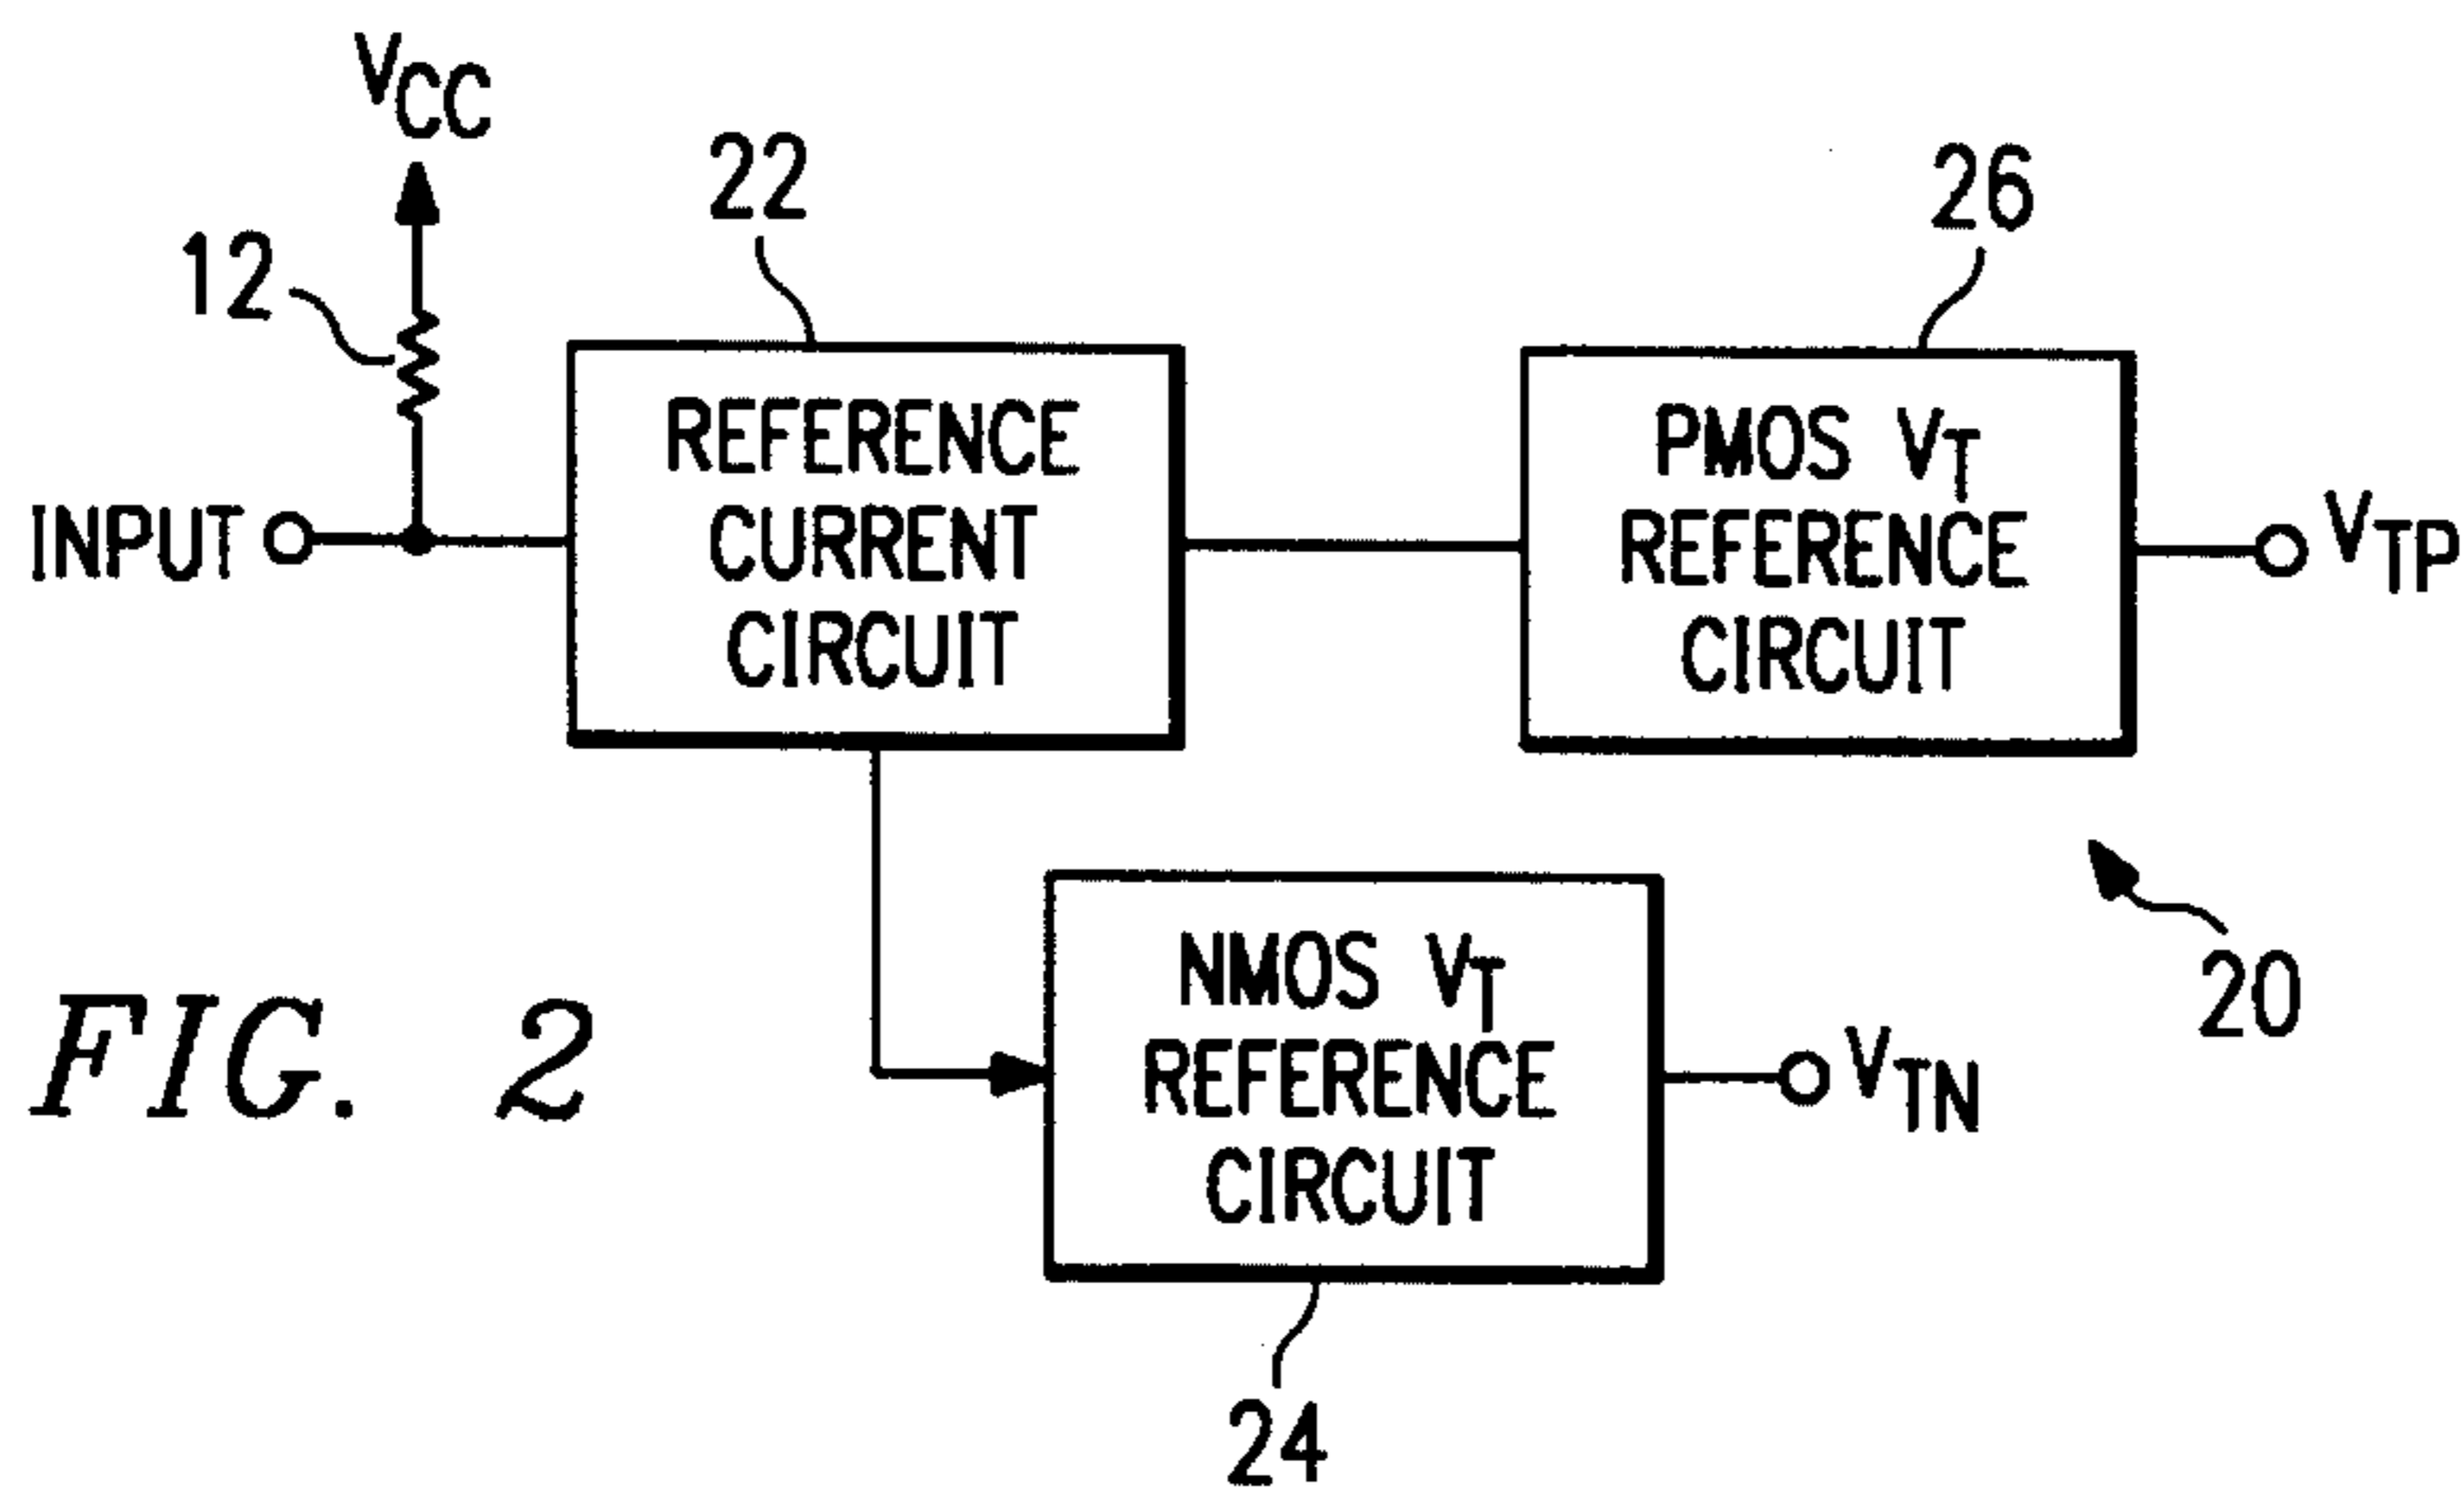 VCC
22
26
12
REFERENCE
CURRENT
CIRCUIT
PMOS VT
REFERENCE
CIRCUIT
INPUT
VTP
NMOS VT
REFERENCE
CIRCUIT
VTN
20
FIG. 2
24